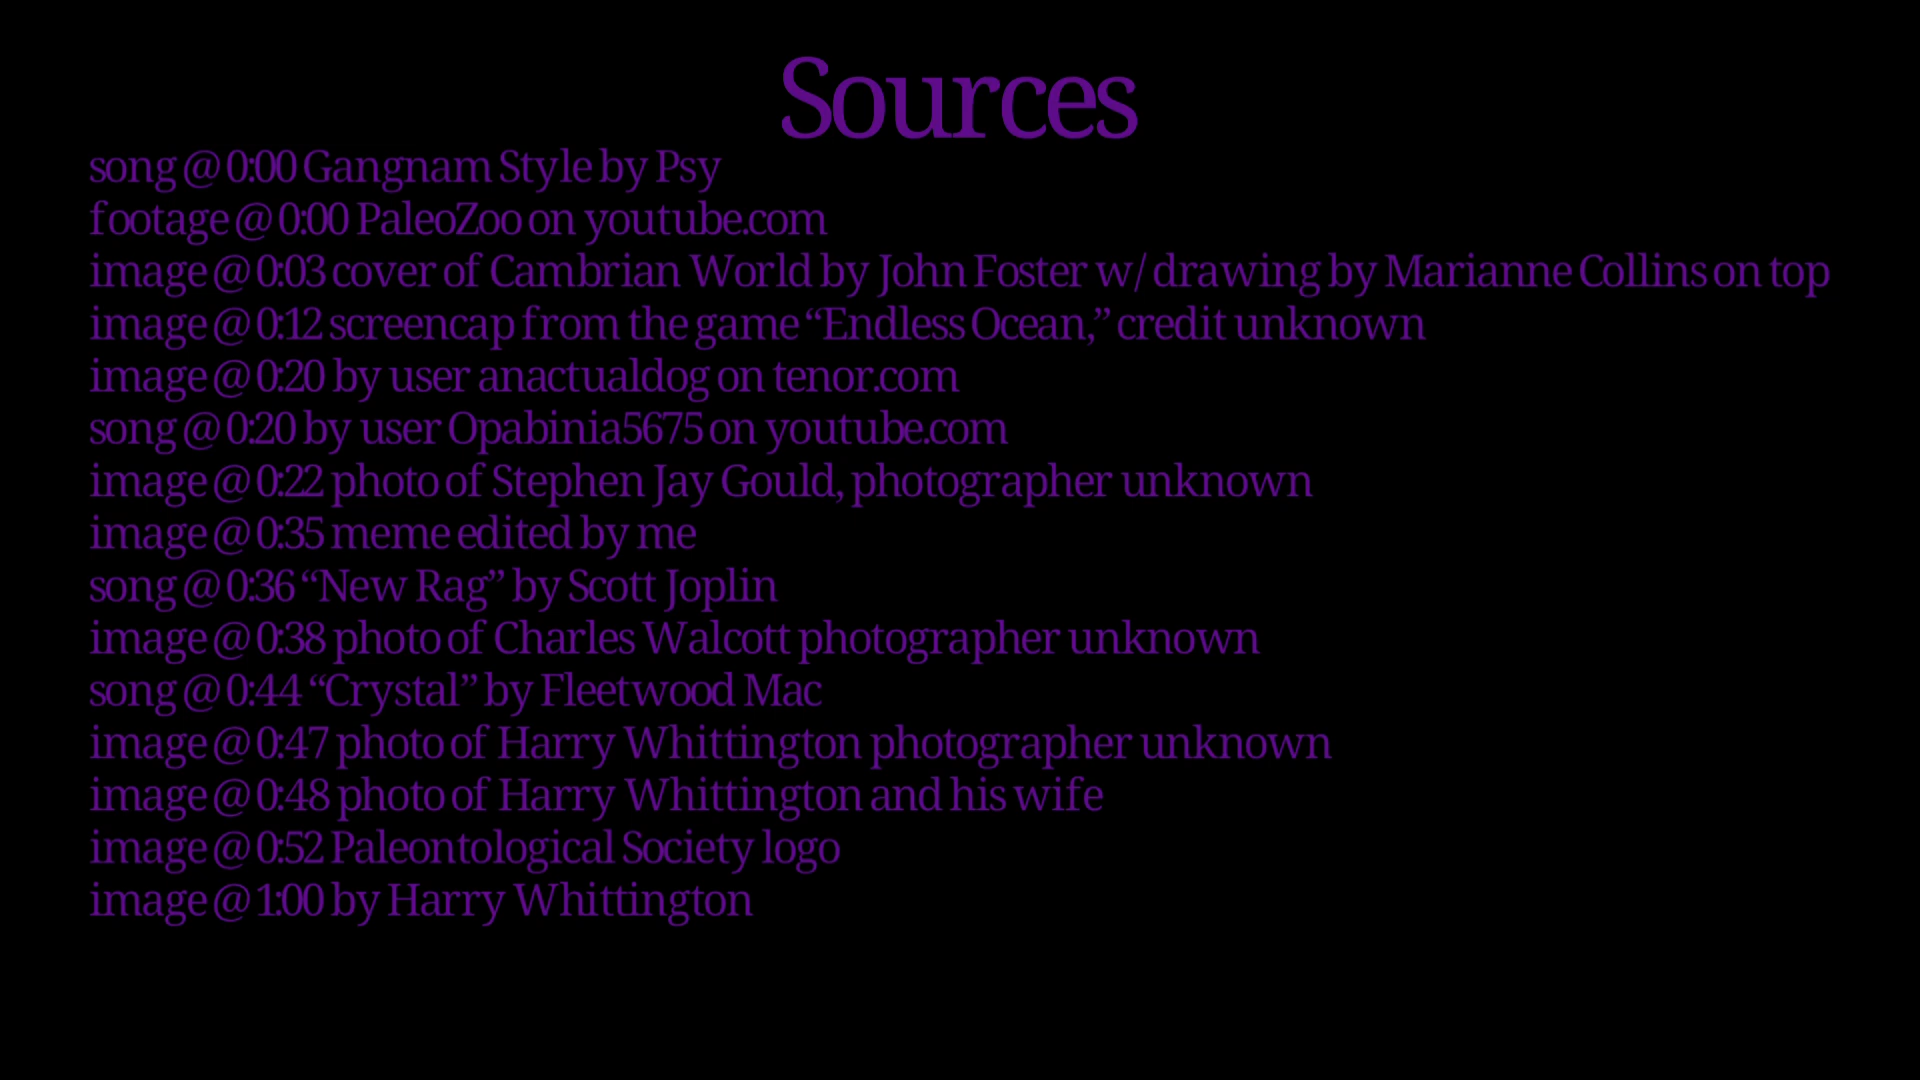 Sources
song @ 0:00 Gangnam Style by Psy
footage @ 0:00 PaleoZoo on youtube.com
image @ 0:03 cover of Cambrian World by John Foster w/ drawing by Marianne Collins on top
image @ 0:12 screencap from the game “Endless Ocean,” credit unknown
image @ 0:20 by user anactualdog on tenor.com
song @ 0:20 by user Opabinia5675 on youtube.com
image @ 0:22 photo of Stephen Jay Gould, photographer unknown
image @ 0:35 meme edited by me
song @ 0:36 “New Rag” by Scott Joplin
image @ 0:38 photo of Charles Walcott photographer unknown
song @ 0:44 “Crystal” by Fleetwood Mac
image @ 0:47 photo of Harry Whittington photographer unknown
image @ 0:48 photo of Harry Whittington and his wife
image @ 0:52 Paleontological Society logo
image @ 1:00 by Harry Whittington